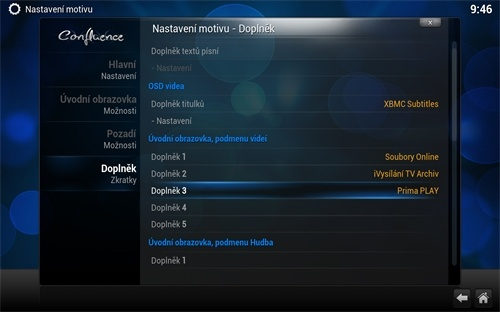 Nastavení motivu
9:46
Confluence
Nastavení motivu - Doplněk
x
Hlavní
Nastavení
Úvodní obrazovka
Možnosti
Pozadí
Možnosti
Doplněk
Zkratky
Doplněk textů písní
- Nastavení
OSD videa
Doplněk titulků XBMC Subtitles
- Nastavení
Úvodní obrazovka, podmenu videí
Doplněk 1 Soubory Online
Doplněk 2 iVysílání TV Archiv
Doplněk 3 Prima PLAY
Doplněk 4
Doplněk 5
Úvodní obrazovka, podmenu Hudba
Doplněk 1